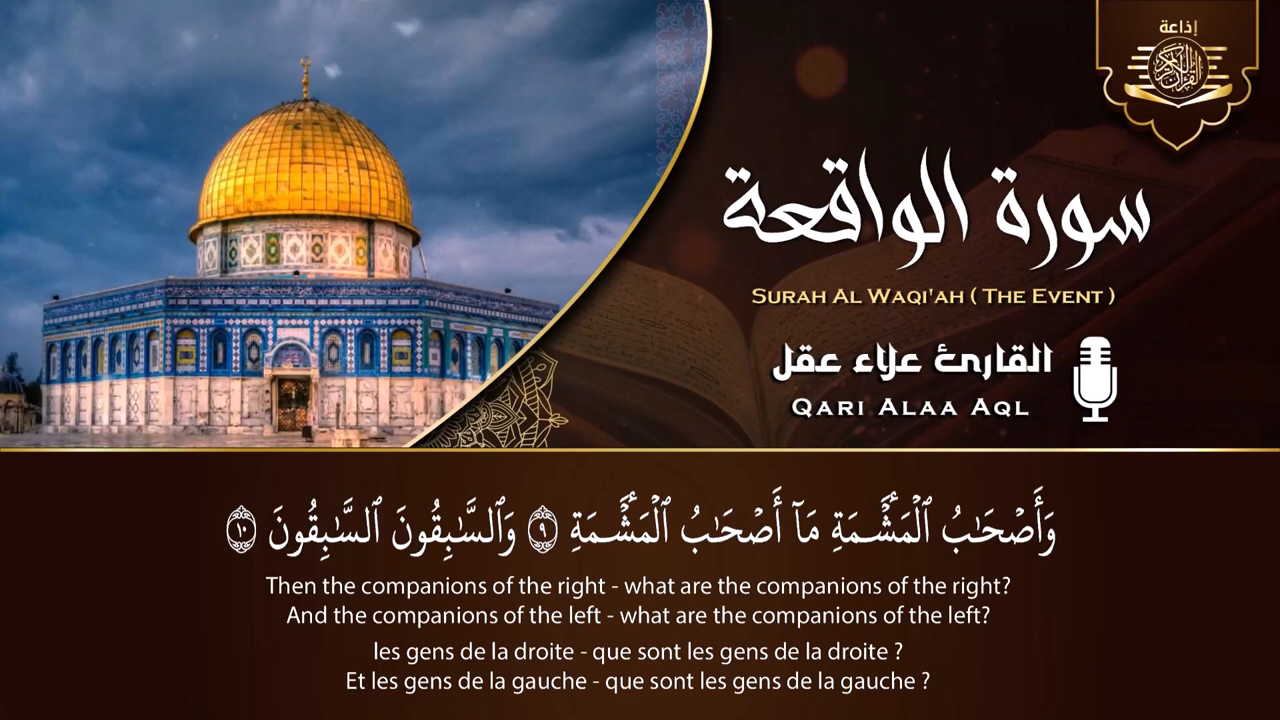 إذاعة
القرآن الكريم
سورة الواقعة
SURAH AL WAQI'AH ( THE EVENT )
القارئ علاء عقل
QARI ALAA AQL
وَأَصْحَٰبُ ٱلْمَشْـَٔمَةِ مَآ أَصْحَٰبُ ٱلْمَشْـَٔمَةِ ٩ وَٱلسَّٰبِقُونَ ٱلسَّٰبِقُونَ ١٠
Then the companions of the right - what are the companions of the right?
And the companions of the left - what are the companions of the left?
les gens de la droite - que sont les gens de la droite ?
Et les gens de la gauche - que sont les gens de la gauche ?